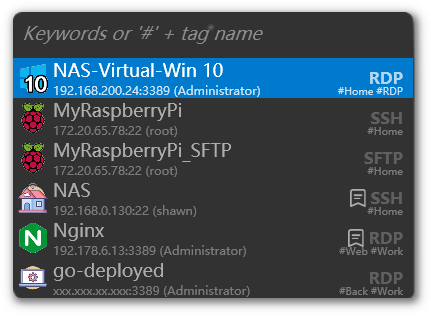 Keywords or '#' + tag name
10
NAS-Virtual-Win 10
RDP
192.168.200.24:3389 (Administrator)
#Home #RDP
MyRaspberryPi
SSH
172.20.65.78:22 (root)
#Home
MyRaspberryPi_SFTP
SFTP
172.20.65.78:22 (root)
#Home
NAS
SSH
192.168.0.130:22 (shawn)
#Home
N
Nginx
RDP
192.178.6.13:3389 (Administrator)
#Web #Work
go-deployed
RDP
xxx.xxx.xx.xxx:3389 (Administrator)
#Back #Work